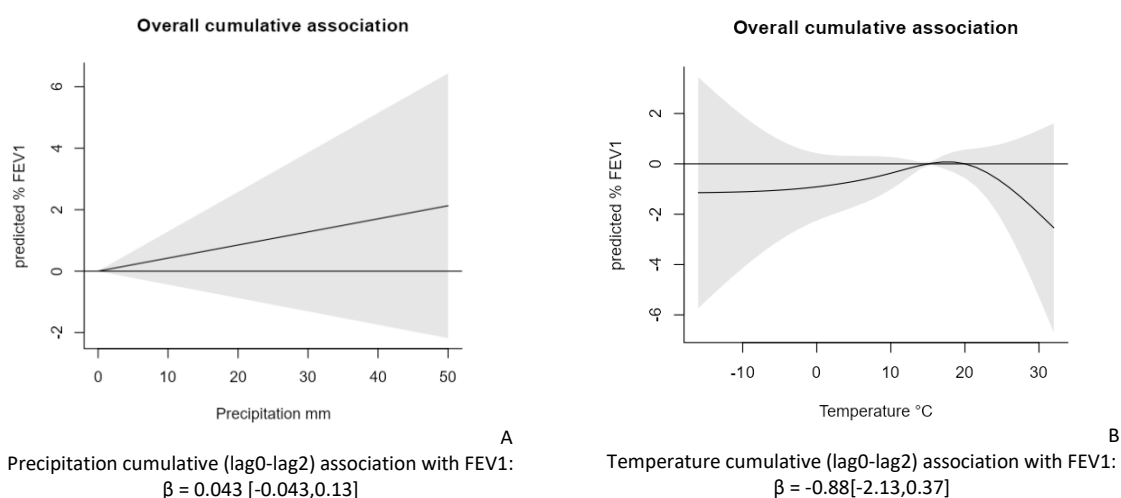 Overall cumulative association
predicted % FEV1
6
4
2
0
-2
0 10 20 30 40 50
Precipitation mm
A
Precipitation cumulative (lag0-lag2) association with FEV1:
β = 0.043 [-0.043,0.13]
Overall cumulative association
predicted % FEV1
2
0
-2
-4
-6
-10 0 10 20 30
Temperature °C
B
Temperature cumulative (lag0-lag2) association with FEV1:
β = -0.88[-2.13,0.37]